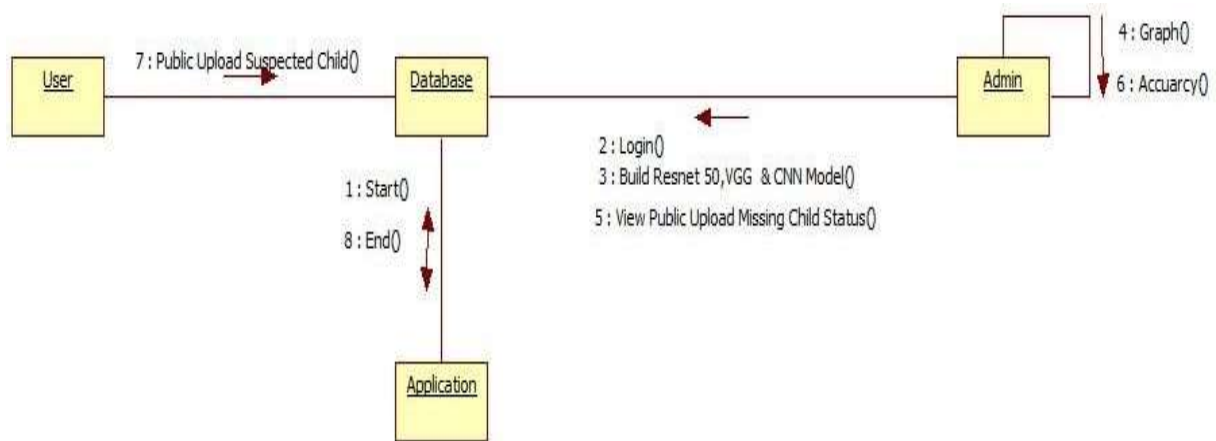 7 : Public Upload Suspected Child()
User
Database
Admin
4 : Graph()
6 : Accuarcy()
2 : Login()
3 : Build Resnet 50,VGG & CNN Model()
5 : View Public Upload Missing Child Status()
1 : Start()
8 : End()
Application